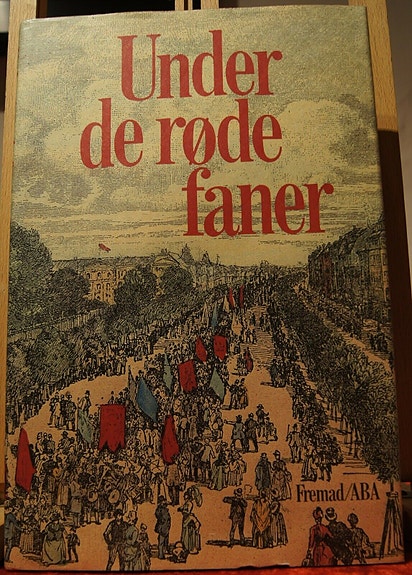 Under
de røde
faner
Fremad/ABA